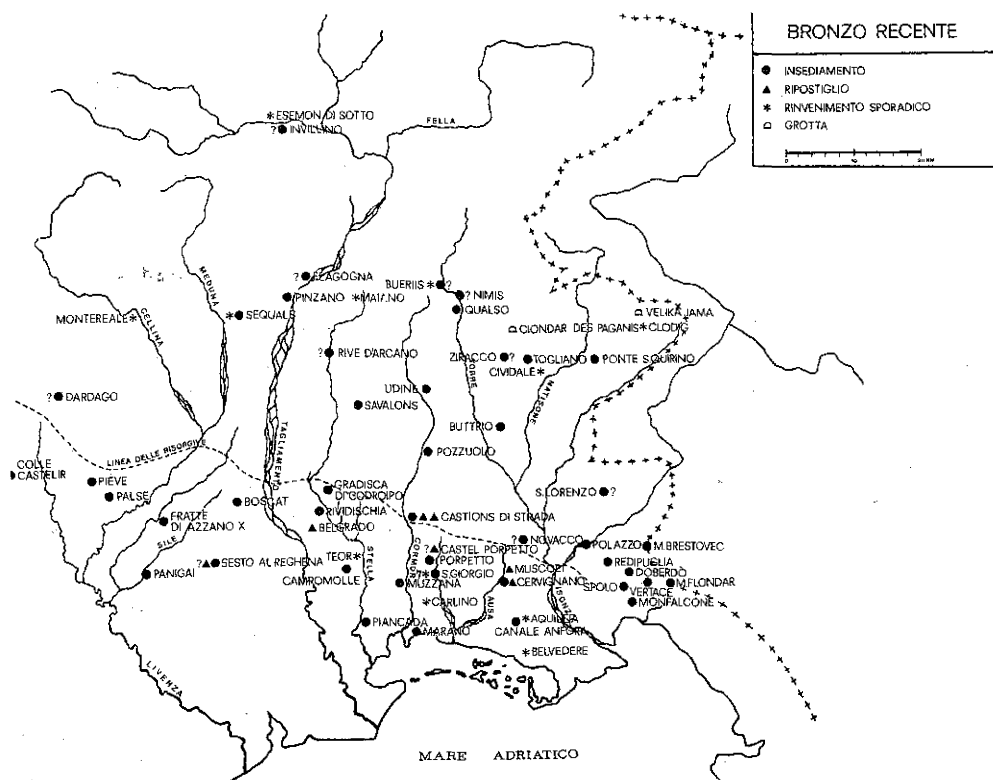 BRONZO RECENTE
● INSEDIAMENTO
▲ RIPOSTIGLIO
* RINVENIMENTO SPORADICO
GROTTA
0
*ESEMON DI SOTTO
?● INVILLINO
FELLA
MEDUNA
CELLINA
MONTEREALE*
?
PINZANO
*MAIANO
*● SEQUALS
BUERIIS *●?
●? NIMIS
QUALSO
VELIKA JAMA
CIONDAR DES PAGANIS
*CLODIG
?● RIVE D'ARCANO
ZIRACCO ●?
TOGLIANO
PONTE S.QUIRINO
CIVIDALE*
TORRE
NATISONE
?● DARDAGO
UDINE
SAVALONS
BUTTRIO
POZZUOLO
LINEA DELLE RISORGIVE
TAGLIAMENTO
COLLE
CASTELIR
PIEVE
PALSE
BOSCAT
GRADISCA
DI CODROIPO
RIVIDISCHIA
▲ BELGRADO
S.LORENZO ●?
FRATTE
DI AZZANO X
SILE
●▲▲ CASTIONS DI STRADA
?● NOVACCO
POLAZZO
M.BRESTOVEC
TEOR*
STELLA
CORMOR
?▲ CASTEL PORPETTO
PORPETTO
REDIPUGLIA
PANIGAI
?▲● SESTO AL REGHENA
CAMPOMOLLE
?*● S.GIORGIO
▲ MUSCOLI
●▲ CERVIGNANO
DOBERDÒ
MUZZANA
*CARLINO
AUSA
ISONZO
SPOLO
VERTACE
M.FLONDAR
MONFALCONE
PIANCADA
MARANO
*AQUILEIA
CANALE ANFORA
*BELVEDERE
LIVENZA
MARE ADRIATICO